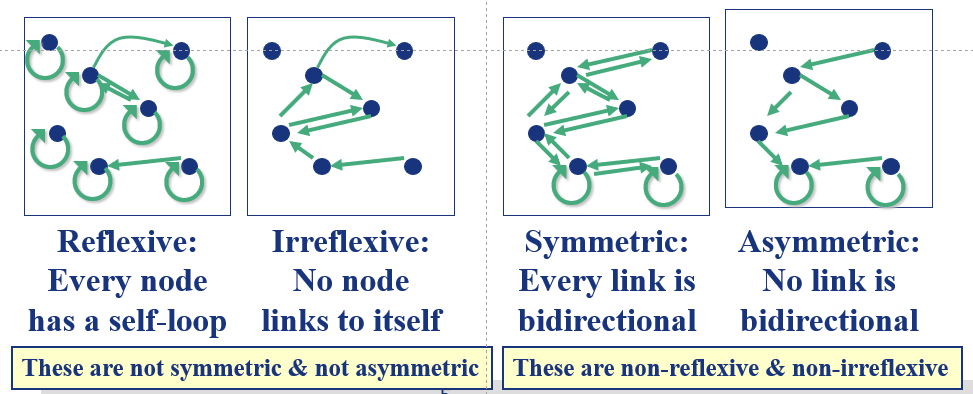 Reflexive:
Every node
has a self-loop
Irreflexive:
No node
links to itself
Symmetric:
Every link is
bidirectional
Asymmetric:
No link is
bidirectional
These are not symmetric & not asymmetric
These are non-reflexive & non-irreflexive